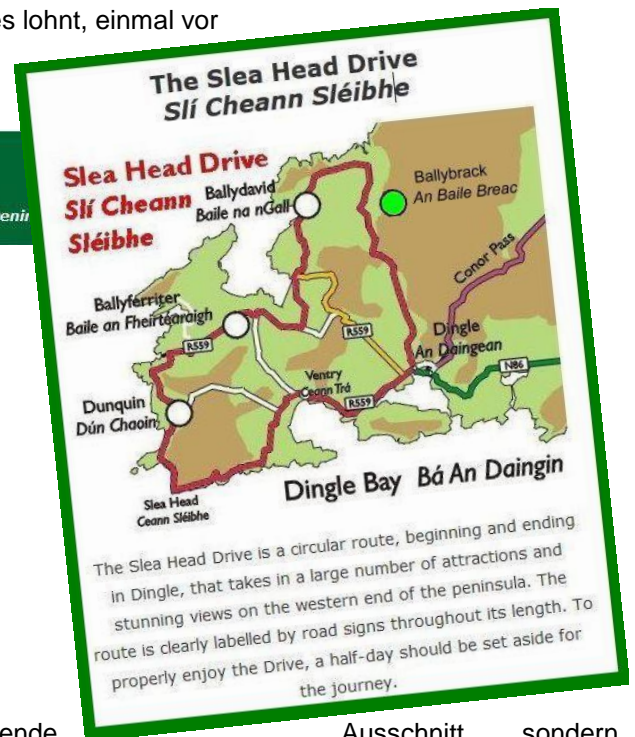 es lohnt, einmal vor
The Slea Head Drive
Slí Cheann Sléibhe
Slea Head Drive
Slí Cheann
Sléibhe
Ballydavid
Baile na nGall
Ballybrack
An Baile Breac
Conor Pass
Ballyferriter
Baile an Fheirtéaraigh
R559
R559
Dingle
An Daingean
N86
Ventry
Ceann Trá
R559
Dunquin
Dún Chaoin
Slea Head
Ceann Sléibhe
Dingle Bay Bá An Daingin
The Slea Head Drive is a circular route, beginning and ending
in Dingle, that takes in a large number of attractions and
stunning views on the western end of the peninsula. The
route is clearly labelled by road signs throughout its length. To
properly enjoy the Drive, a half-day should be set aside for
the journey.
ende Ausschnitt sondern